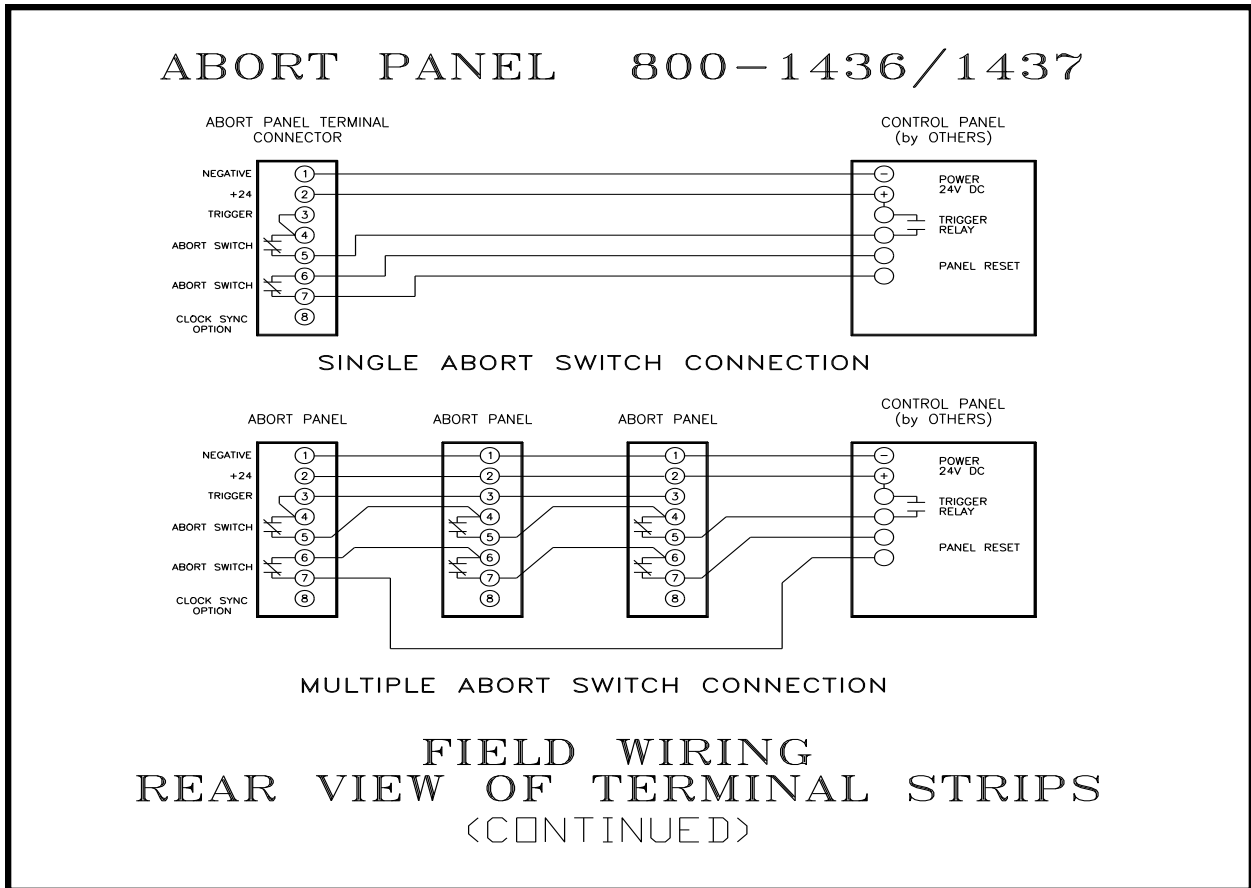 ABORT PANEL 800-1436/1437
ABORT PANEL TERMINAL
CONNECTOR
CONTROL PANEL
(by OTHERS)
NEGATIVE
1
-
POWER
24V DC
+24
2
+
TRIGGER
3
TRIGGER
RELAY
4
ABORT SWITCH
5
6
PANEL RESET
ABORT SWITCH
7
CLOCK SYNC
OPTION
8
SINGLE ABORT SWITCH CONNECTION
ABORT PANEL
ABORT PANEL
ABORT PANEL
CONTROL PANEL
(by OTHERS)
NEGATIVE
1
1
1
-
POWER
24V DC
+24
2
2
2
+
TRIGGER
3
3
3
TRIGGER
RELAY
4
4
4
ABORT SWITCH
5
5
5
PANEL RESET
6
6
6
ABORT SWITCH
7
7
7
CLOCK SYNC
OPTION
8
8
8
MULTIPLE ABORT SWITCH CONNECTION
FIELD WIRING
REAR VIEW OF TERMINAL STRIPS
(CONTINUED)